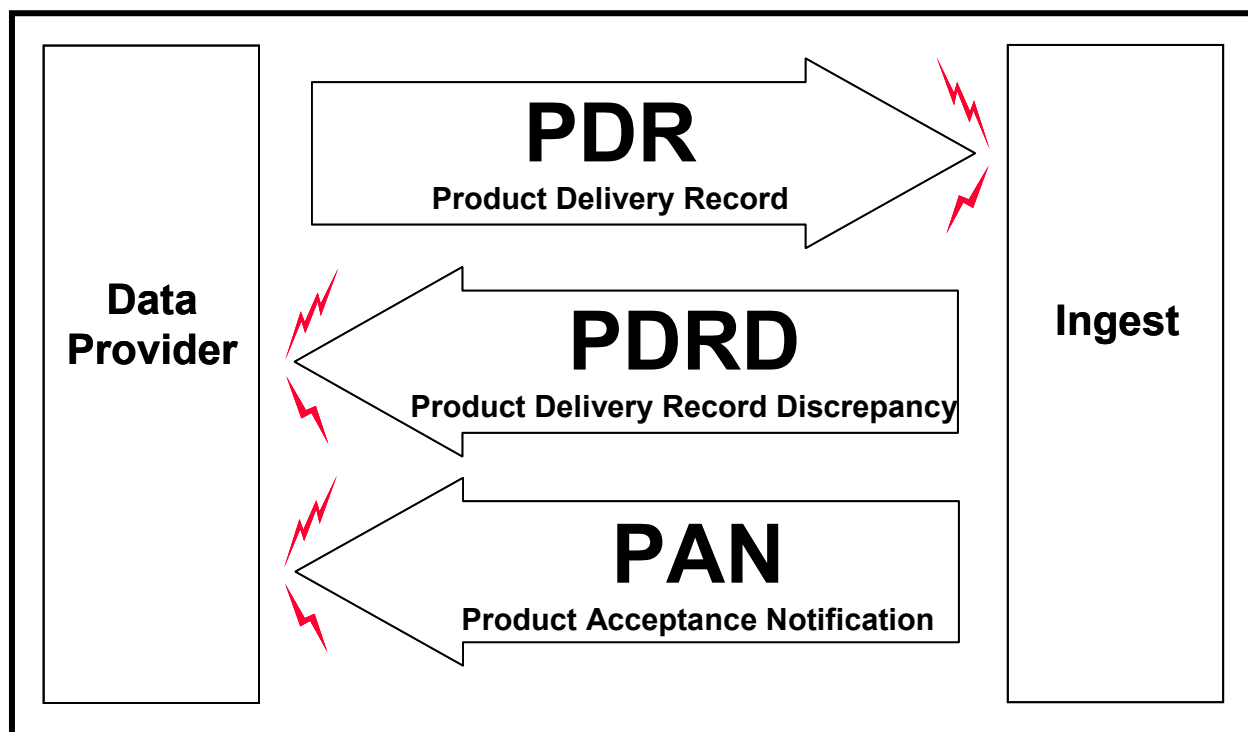 PDR
Product Delivery Record
Data
Provider
PDRD
Product Delivery Record Discrepancy
Ingest
PAN
Product Acceptance Notification